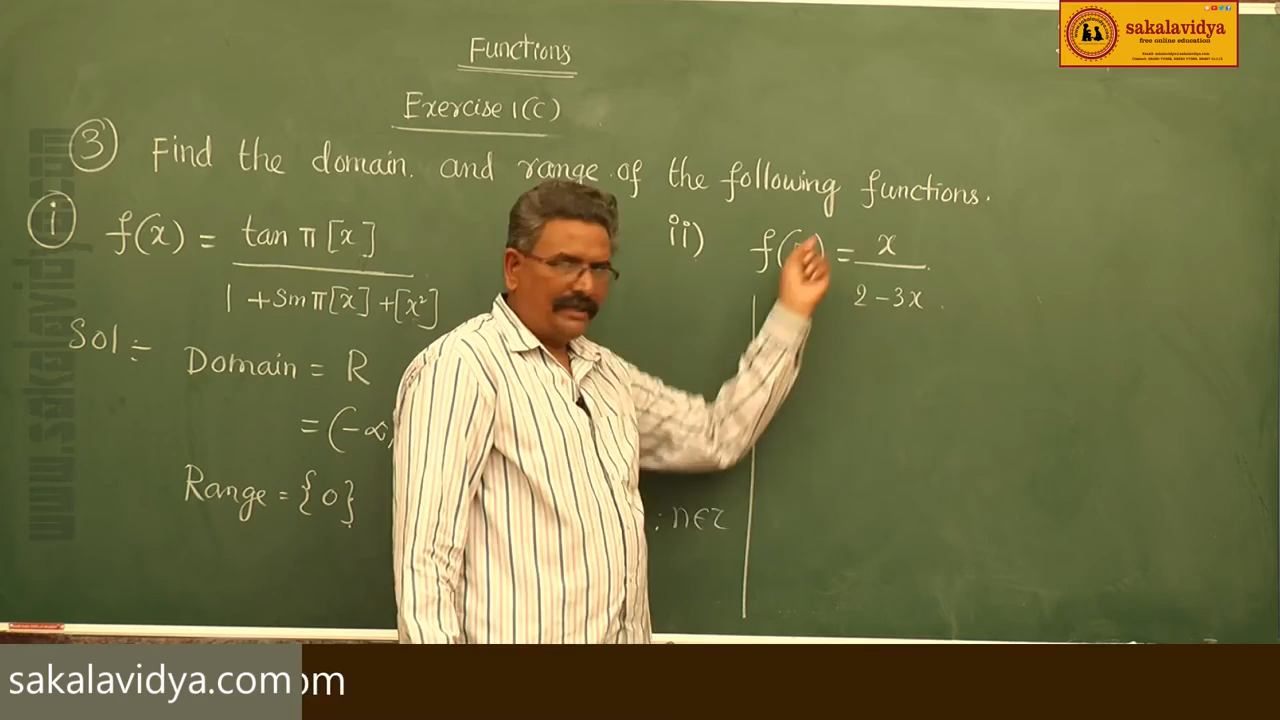 sakalavidya
free online education
Functions
Exercise 1(C)
③ Find the domain and range of the following functions.
ⓘ f(x) = tan π [x]
1 + Sin π[x] + [x²]
ii) f(x) = x
2 - 3x
Sol :- Domain = R
= (-∞,
Range = {0}
; n∈Z
www.sakalavidya.com
sakalavidya.com